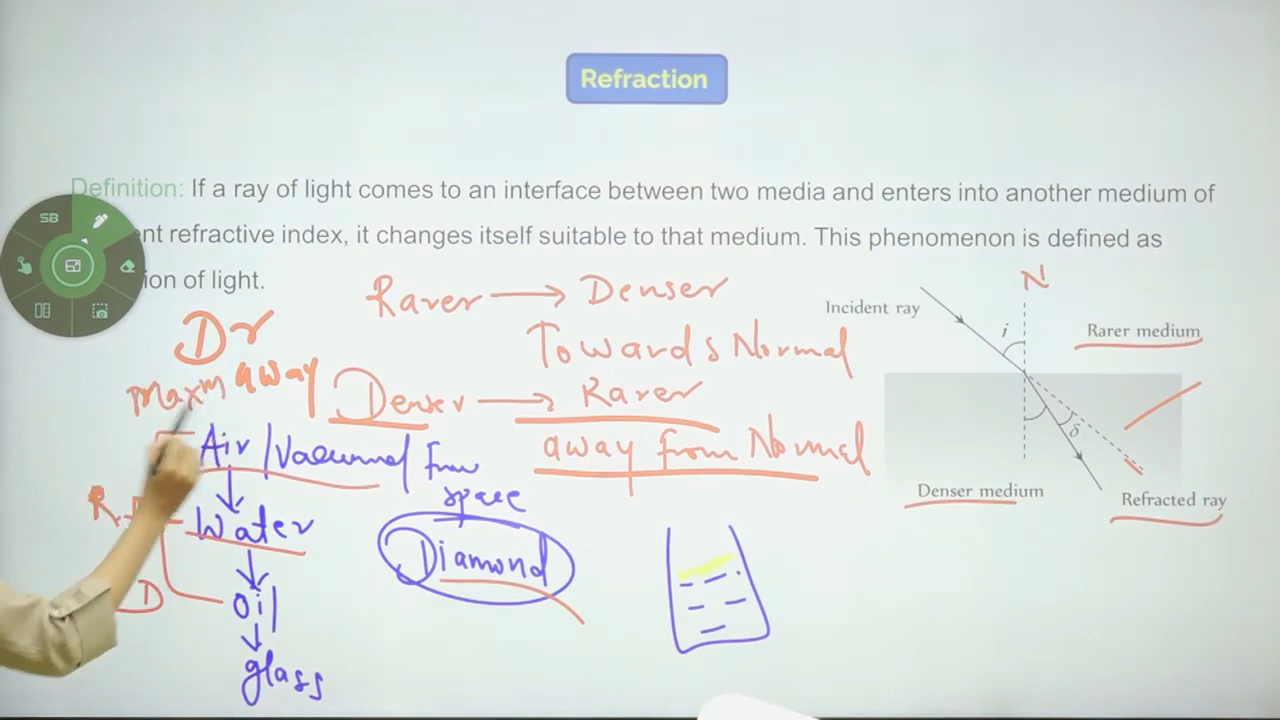 Refraction
Definition: If a ray of light comes to an interface between two media and enters into another medium of
nt refractive index, it changes itself suitable to that medium. This phenomenon is defined as
ion of light.
SB
Rarer → Denser
Towards Normal
Denser → Rarer
away from Normal
Dr
Maxm away
Air/Vacuum/ Free
space
Water
Oil
glass
R
D
Diamond
N
Incident ray
i
Rarer medium
δ
Denser medium
Refracted ray